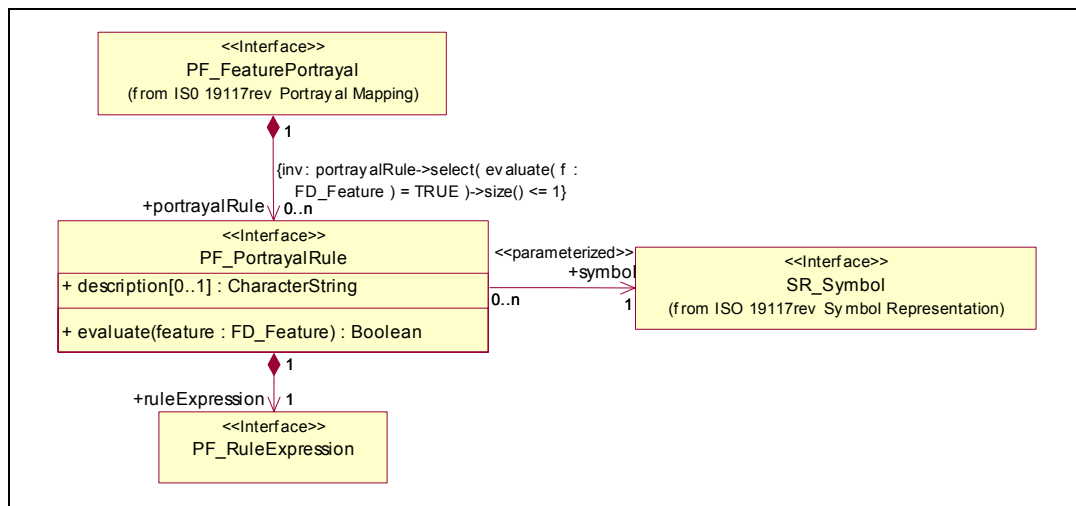 <<Interface>>
PF_FeaturePortrayal
(from IS0 19117rev Portrayal Mapping)
1
{inv: portrayalRule->select( evaluate( f :
FD_Feature ) = TRUE )->size() <= 1}
+portrayalRule
0..n
<<Interface>>
PF_PortrayalRule
+ description[0..1] : CharacterString
+ evaluate(feature : FD_Feature) : Boolean
<<parameterized>>
+symbol
0..n
1
<<Interface>>
SR_Symbol
(from ISO 19117rev Symbol Representation)
1
+ruleExpression
1
<<Interface>>
PF_RuleExpression